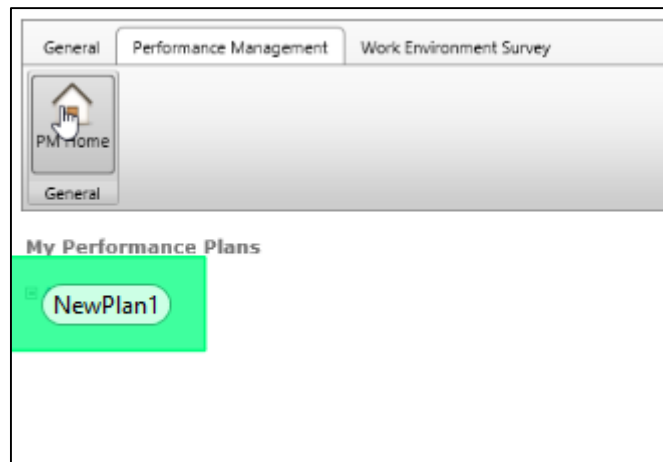 General Performance Management Work Environment Survey
PM Home
General
My Performance Plans
NewPlan1